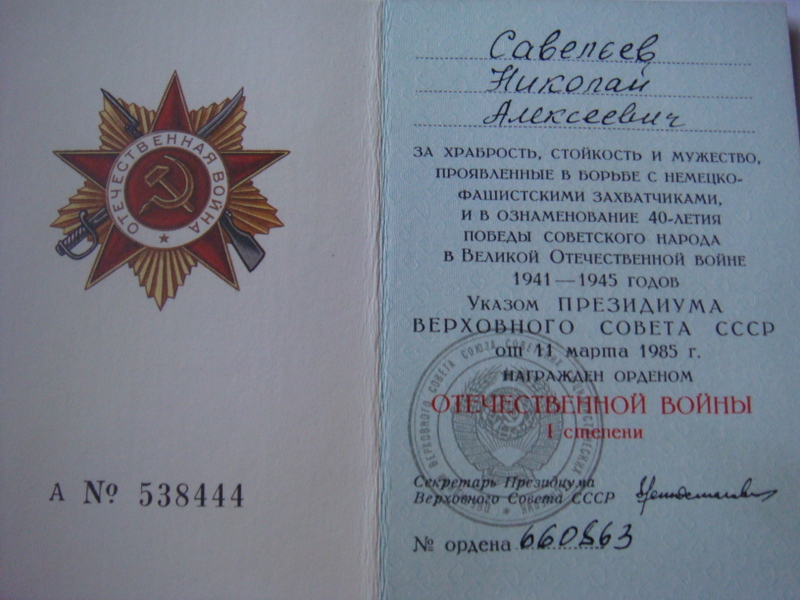 ОТЕЧЕСТВЕННАЯ ВОЙНА
А № 538444
Савельев
Николай
Алексеевич
ЗА ХРАБРОСТЬ, СТОЙКОСТЬ И МУЖЕСТВО,
ПРОЯВЛЕННЫЕ В БОРЬБЕ С НЕМЕЦКО-
ФАШИСТСКИМИ ЗАХВАТЧИКАМИ,
И В ОЗНАМЕНОВАНИЕ 40-ЛЕТИЯ
ПОБЕДЫ СОВЕТСКОГО НАРОДА
В ВЕЛИКОЙ ОТЕЧЕСТВЕННОЙ ВОЙНЕ
1941—1945 ГОДОВ
УКАЗОМ ПРЕЗИДИУМА
ВЕРХОВНОГО СОВЕТА СССР
от 11 марта 1985 г.
НАГРАЖДЕН ОРДЕНОМ
ОТЕЧЕСТВЕННОЙ ВОЙНЫ
I степени
Секретарь Президиума
Верховного Совета СССР
№ ордена 660863